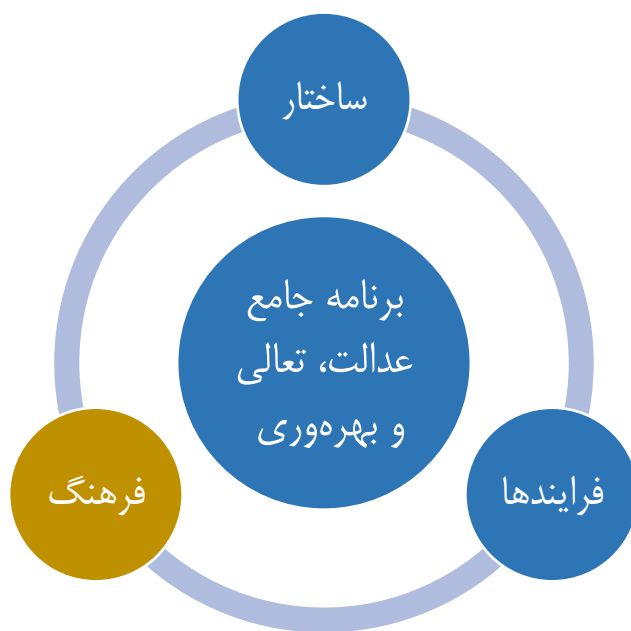 ساختار
برنامه جامع
عدالت، تعالی
و بهره‌وری
فرایندها
فرهنگ